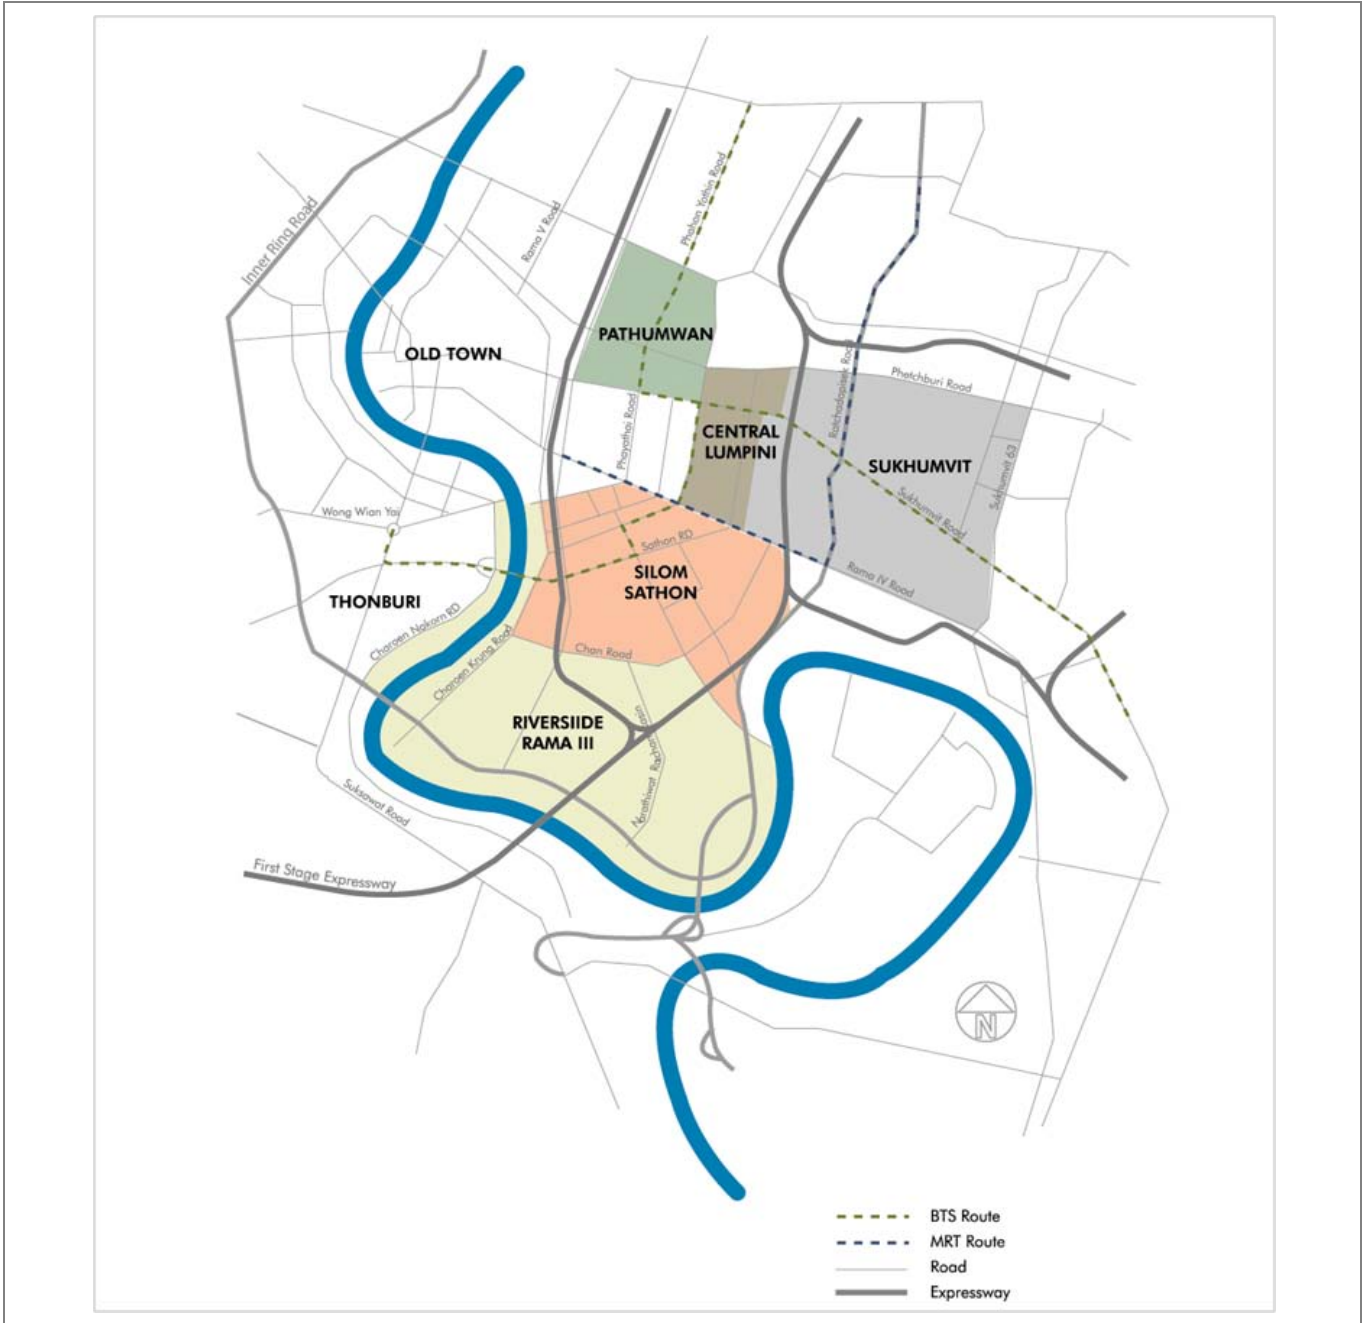 Phahon Yothin Road
Rama V Road
Inner Ring Road
PATHUMWAN
OLD TOWN
Ratchadapisek Road
Phetchburi Road
Phayathai Road
CENTRAL
LUMPINI
SUKHUMVIT
Sukhumvit 63
Sukhumvit Road
Wong Wian Yai
Sathon RD
SILOM
SATHON
Rama IV Road
THONBURI
Charoen Nakorn RD
Charoen Krung Road
Chan Road
RIVERSIIDE
RAMA III
Narathiwat
Suksawat Road
First Stage Expressway
N
BTS Route
MRT Route
Road
Expressway